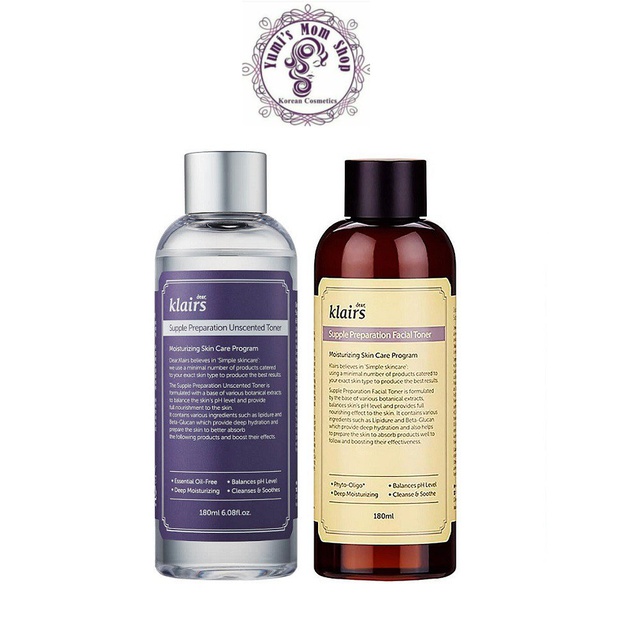 Yumi's Mom Shop
Korean Cosmetics
dear,
klairs
Supple Preparation Unscented Toner
Moisturizing Skin Care Program
Dear, Klairs believes in 'Simple skincare':
we use a minimal number of products catered
to your exact skin type to produce the best results.
The Supple Preparation Unscented Toner is
formulated with a base of various botanical extracts,
to balance the skin's pH level and provide
full nourishment to the skin.
It contains various ingredients such as lipidure and
Beta-Glucan which provide deep hydration and
prepare the skin to better absorb
the following products and boost their effects.
• Essential Oil-Free • Balances pH Level
• Deep Moisturizing • Cleanses & Soothes
180ml 6.08fl.oz.
dear,
klairs
Supple Preparation Facial Toner
Moisturizing Skin Care Program
Klairs believes in 'Simple skincare':
using a minimal number of products catered to
your exact skin type to produce the best results.
Supple Preparation Facial Toner is formulated
by the base of various botanical extracts,
balances skin's pH level and provides full
nourishing effect to the skin. It contains various
ingredients such as Lipidure and Beta-Glucan
which provide deep hydration and also helps
to prepare the skin to absorb products well to
follow and boosting their effectiveness.
• Phyto-Oligo* • Balances pH Level
• Deep Moisturizing • Cleanse & Soothe
180ml